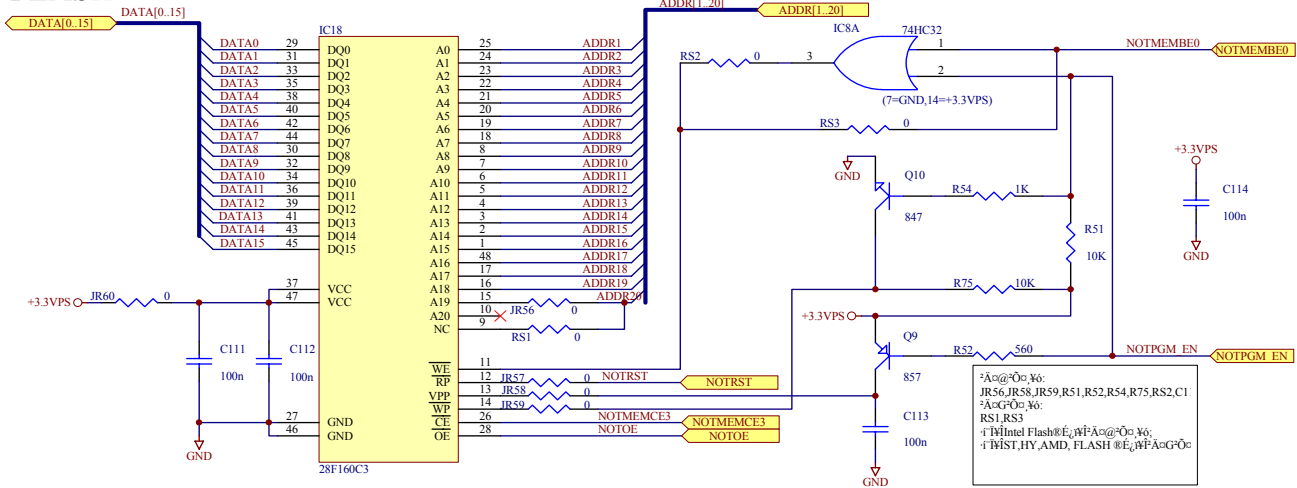 DATA[0..15]
DATA[0..15]
ADDR[1..20]
ADDR[1..20]
IC18
IC8A
74HC32
DATA0 29 DQ0 A0 25 ADDR1
DATA1 31 DQ1 A1 24 ADDR2
DATA2 33 DQ2 A2 23 ADDR3
DATA3 35 DQ3 A3 22 ADDR4
DATA4 38 DQ4 A4 21 ADDR5
DATA5 40 DQ5 A5 20 ADDR6
DATA6 42 DQ6 A6 19 ADDR7
DATA7 44 DQ7 A7 18 ADDR8
DATA8 30 DQ8 A8 8 ADDR9
DATA9 32 DQ9 A9 7 ADDR10
DATA10 34 DQ10 A10 6 ADDR11
DATA11 36 DQ11 A11 5 ADDR12
DATA12 39 DQ12 A12 4 ADDR13
DATA13 41 DQ13 A13 3 ADDR14
DATA14 43 DQ14 A14 2 ADDR15
DATA15 45 DQ15 A15 1 ADDR16
A16 48 ADDR17
A17 17 ADDR18
A18 16 ADDR19
A19 15 ADDR20
JR56 0
A20 10
NC 9
RS1 0
+3.3VPS JR60 0
37 VCC
47 VCC
C111
100n
C112
100n
27 GND
46 GND
GND
WE 11
RP 12 JR57 0 NOTRST NOTRST
VPP 13 JR58 0
WP 14 JR59 0
CE 26 NOTMEMCE3 NOTMEMCE3
OE 28 NOTOE NOTOE
28F160C3
RS2 0
3
1
2
NOTMEMBE0 NOTMEMBE0
(7=GND,14=+3.3VPS)
RS3 0
GND
Q10
847
R54 1K
R51
10K
R75 10K
+3.3VPS
C114
100n
GND
+3.3VPS
Q9
857
R52 560
NOTPGM_EN NOTPGM_EN
C113
100n
GND
JR56,JR58,JR59,R51,R52,R54,R75,RS2,C1
RS1,RS3
Intel Flash
ST,HY,AMD, FLASH